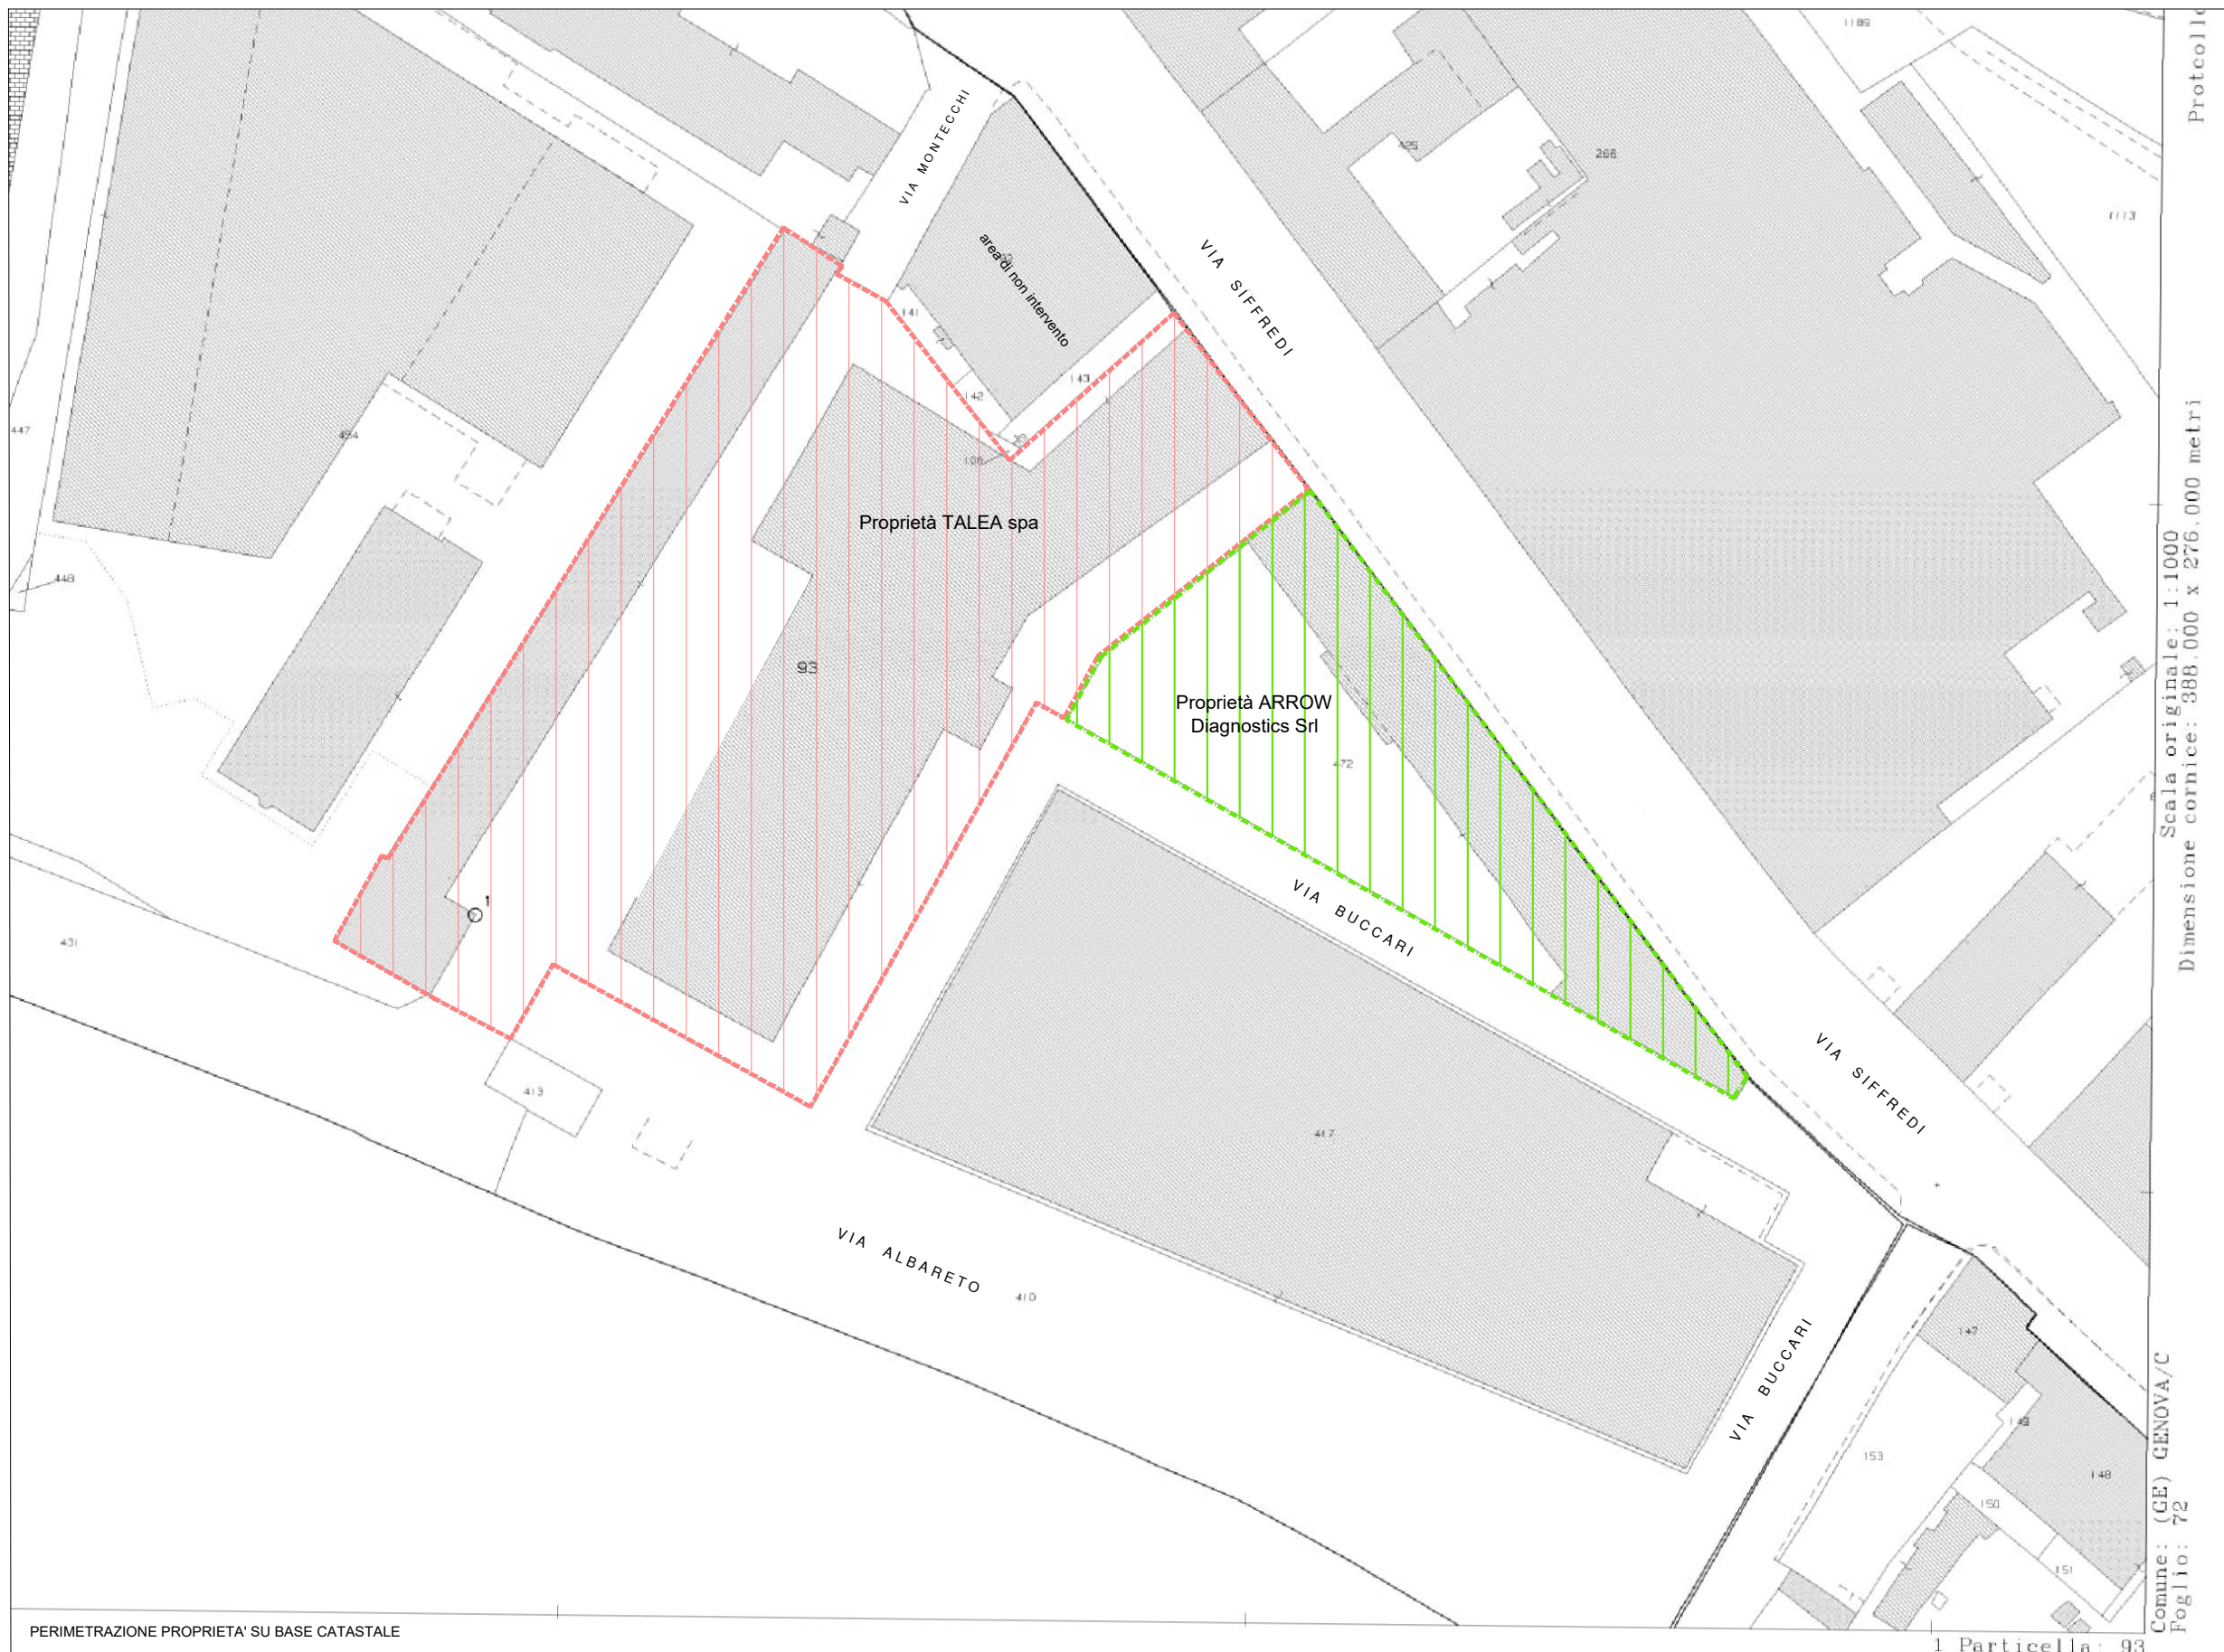 1189
Protocollo
VIA MONTECCHI
425
266
1113
area di non intervento
VIA SIFFREDI
141
143
142
447
434
106
Proprietà TALEA spa
448
93
Proprietà ARROW
Diagnostics Srl
472
Scala originale: 1:1000
Dimensione cornice: 388.000 x 276.000 metri
1
431
VIA BUCCARI
VIA SIFFREDI
413
417
VIA ALBARETO
410
VIA BUCCARI
147
149
153
148
150
151
Comune: (GE) GENOVA/C
Foglio: 72
PERIMETRAZIONE PROPRIETA' SU BASE CATASTALE
1 Particella: 93